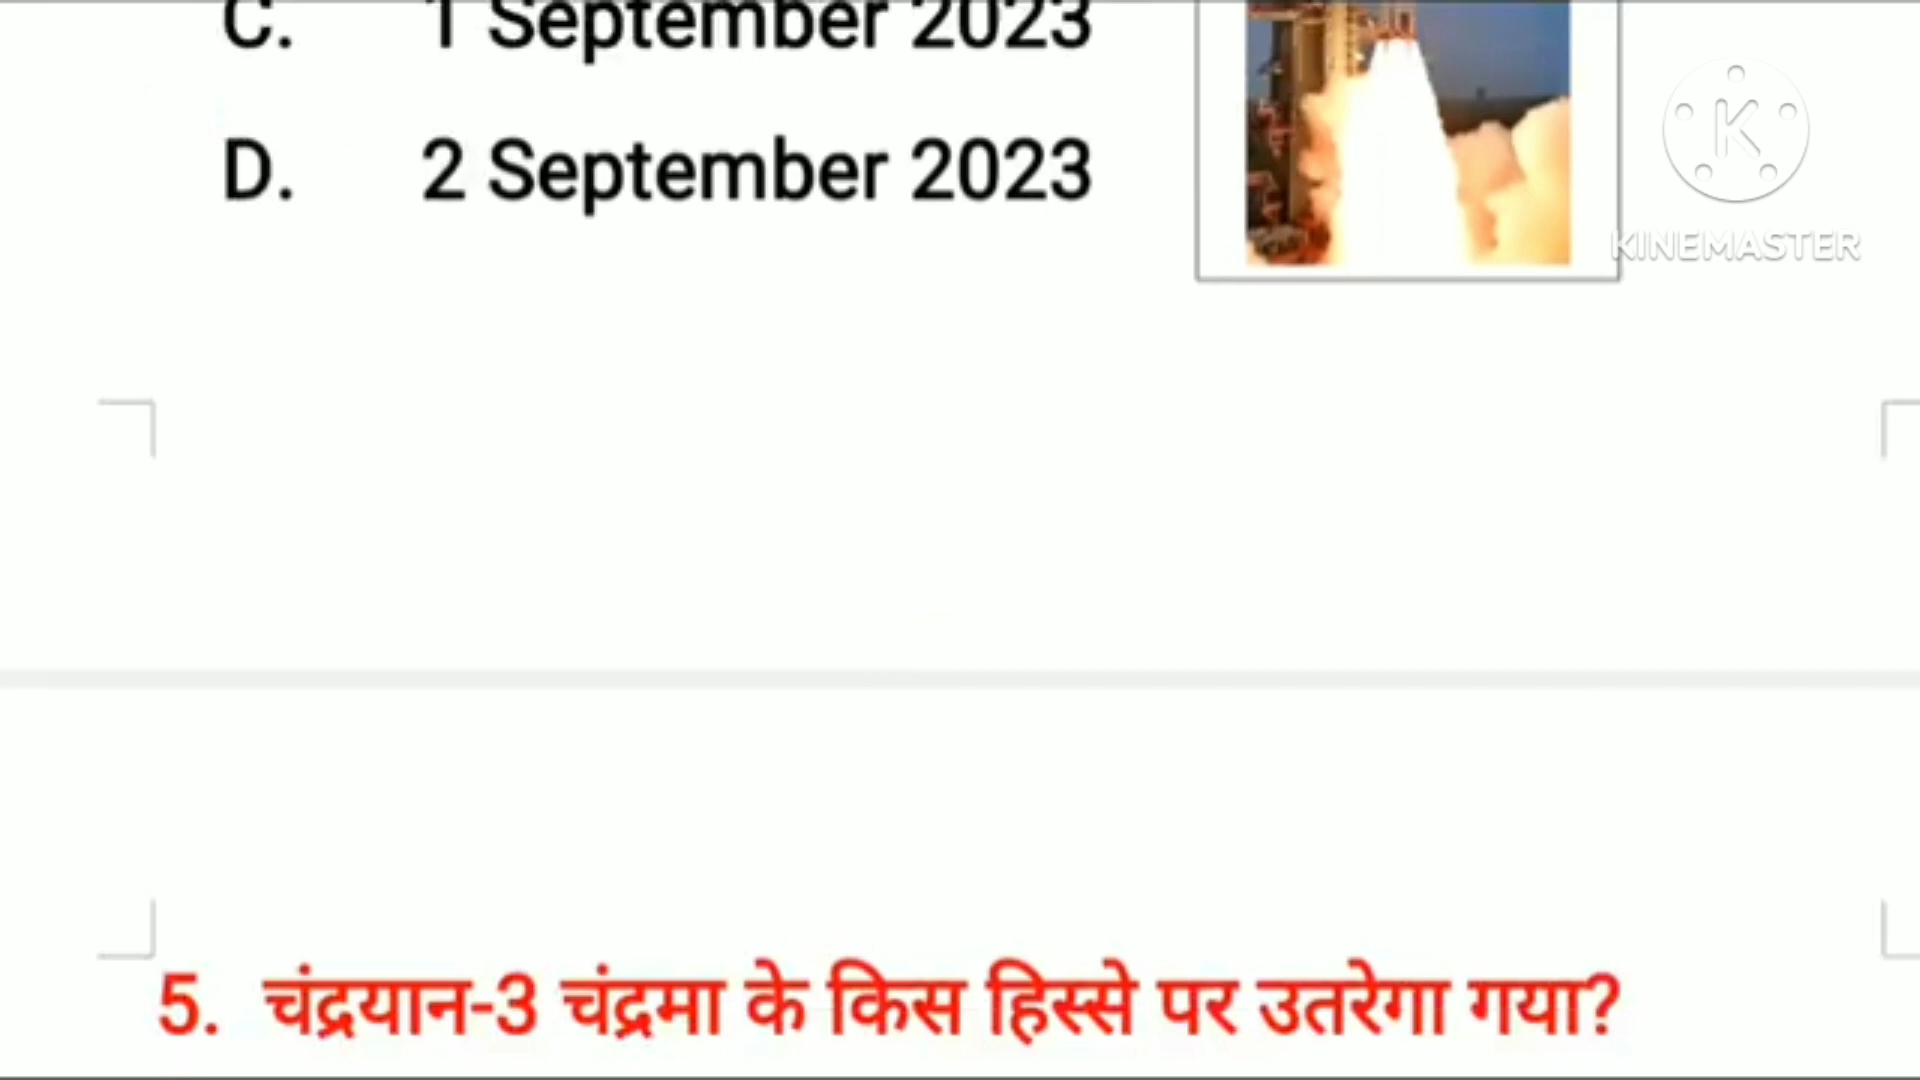 C. 1 September 2023
D. 2 September 2023
K
KINEMASTER
5. चंद्रयान-3 चंद्रमा के किस हिस्से पर उतरेगा गया?